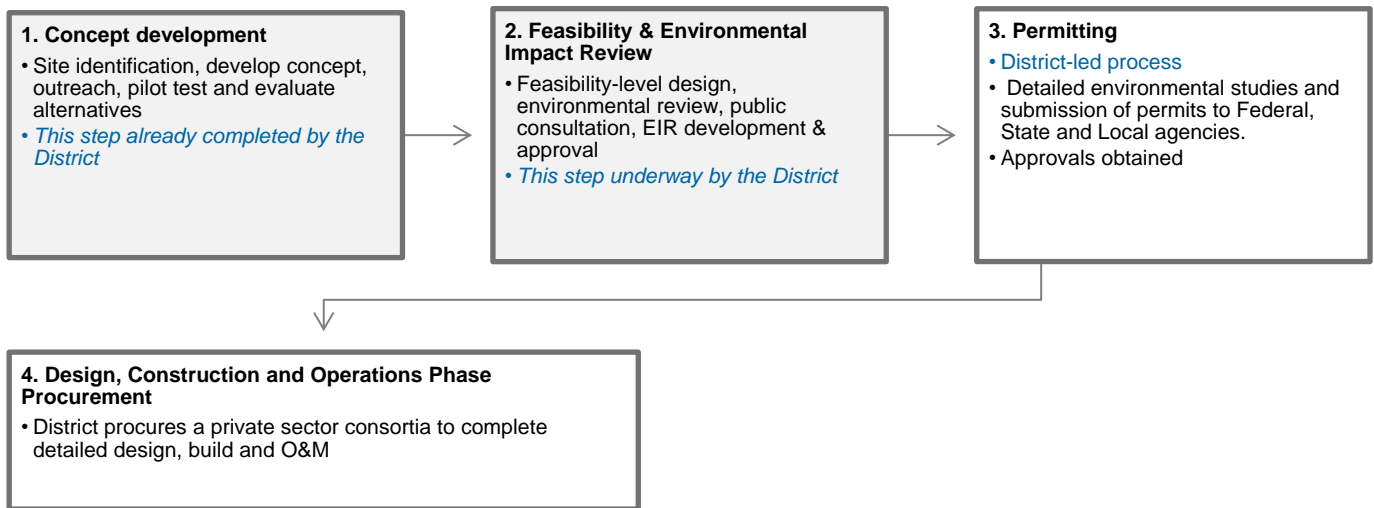 1. Concept development
• Site identification, develop concept,
outreach, pilot test and evaluate
alternatives
• This step already completed by the
District
2. Feasibility & Environmental
Impact Review
• Feasibility-level design,
environmental review, public
consultation, EIR development &
approval
• This step underway by the District
3. Permitting
• District-led process
• Detailed environmental studies and
submission of permits to Federal,
State and Local agencies.
• Approvals obtained
4. Design, Construction and Operations Phase
Procurement
• District procures a private sector consortia to complete
detailed design, build and O&M